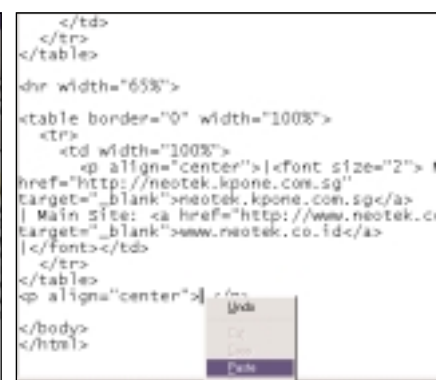 </td>
</tr>
</table>
<hr width="65%">
<table border="0" width="100%">
<tr>
<td width="100%">
<p align="center">|<font size="2">
href="http://neotek.kpone.com.sg"
target="_blank">neotek.kpone.com.sg</a>
| Main Site: <a href="http://www.neotek.co
target="_blank">www.neotek.co.id</a>
|</font></td>
</tr>
</table>
<p align="center">
</body>
</html>
Undo
Cut
Copy
Paste